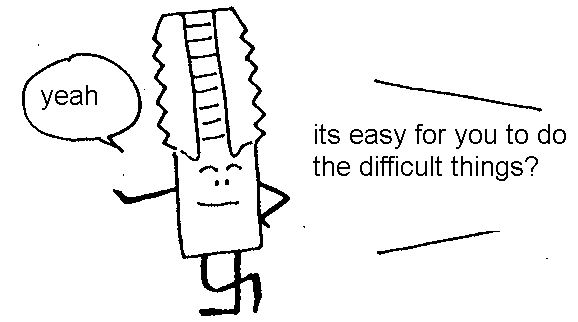 yeah
its easy for you to do
the difficult things?